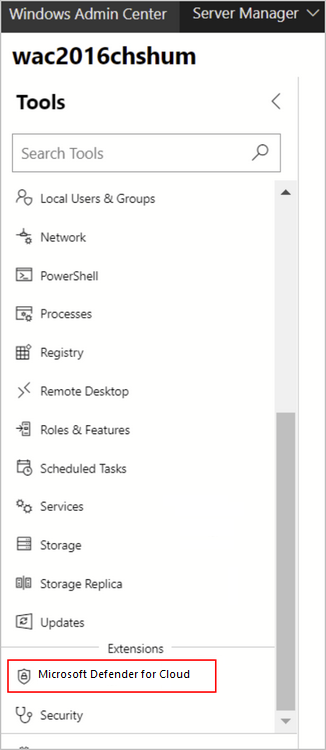 Windows Admin Center
Server Manager
wac2016chshum
Tools
Search Tools
Local Users & Groups
Network
PowerShell
Processes
Registry
Remote Desktop
Roles & Features
Scheduled Tasks
Services
Storage
Storage Replica
Updates
Extensions
Microsoft Defender for Cloud
Security